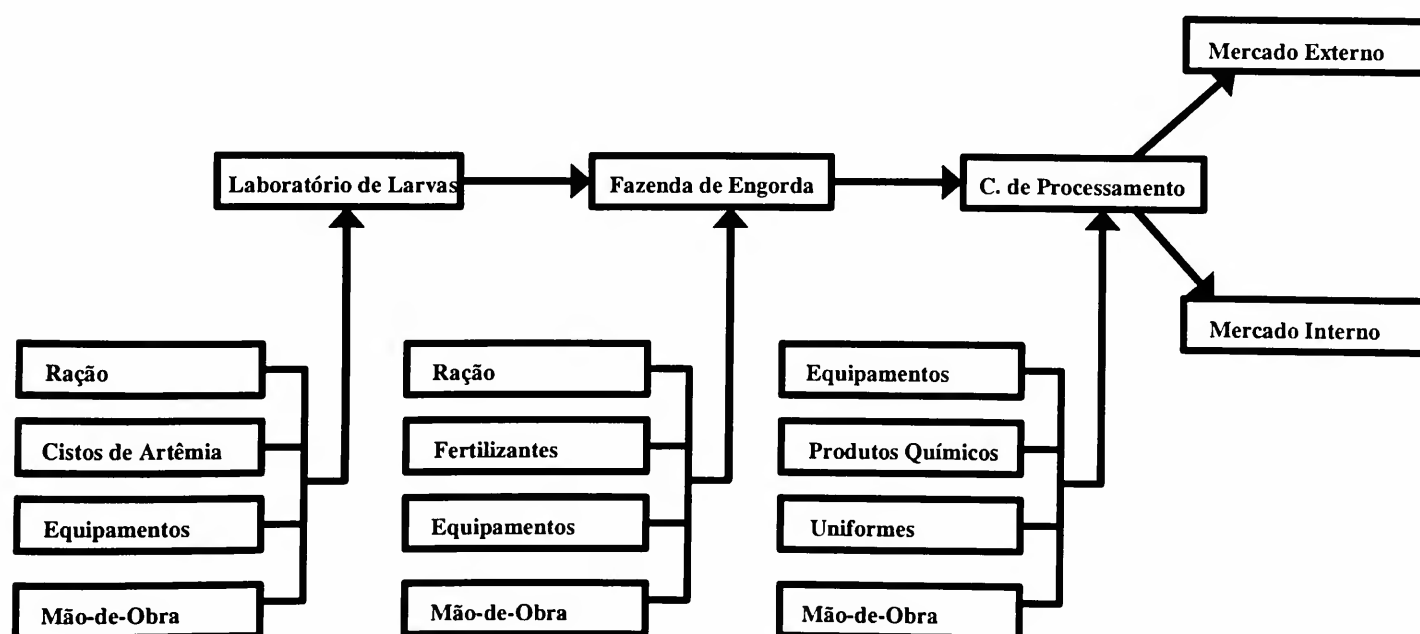 Mercado Externo
Laboratório de Larvas
Fazenda de Engorda
C. de Processamento
Mercado Interno
Ração
Cistos de Artêmia
Equipamentos
Mão-de-Obra
Ração
Fertilizantes
Equipamentos
Mão-de-Obra
Equipamentos
Produtos Químicos
Uniformes
Mão-de-Obra